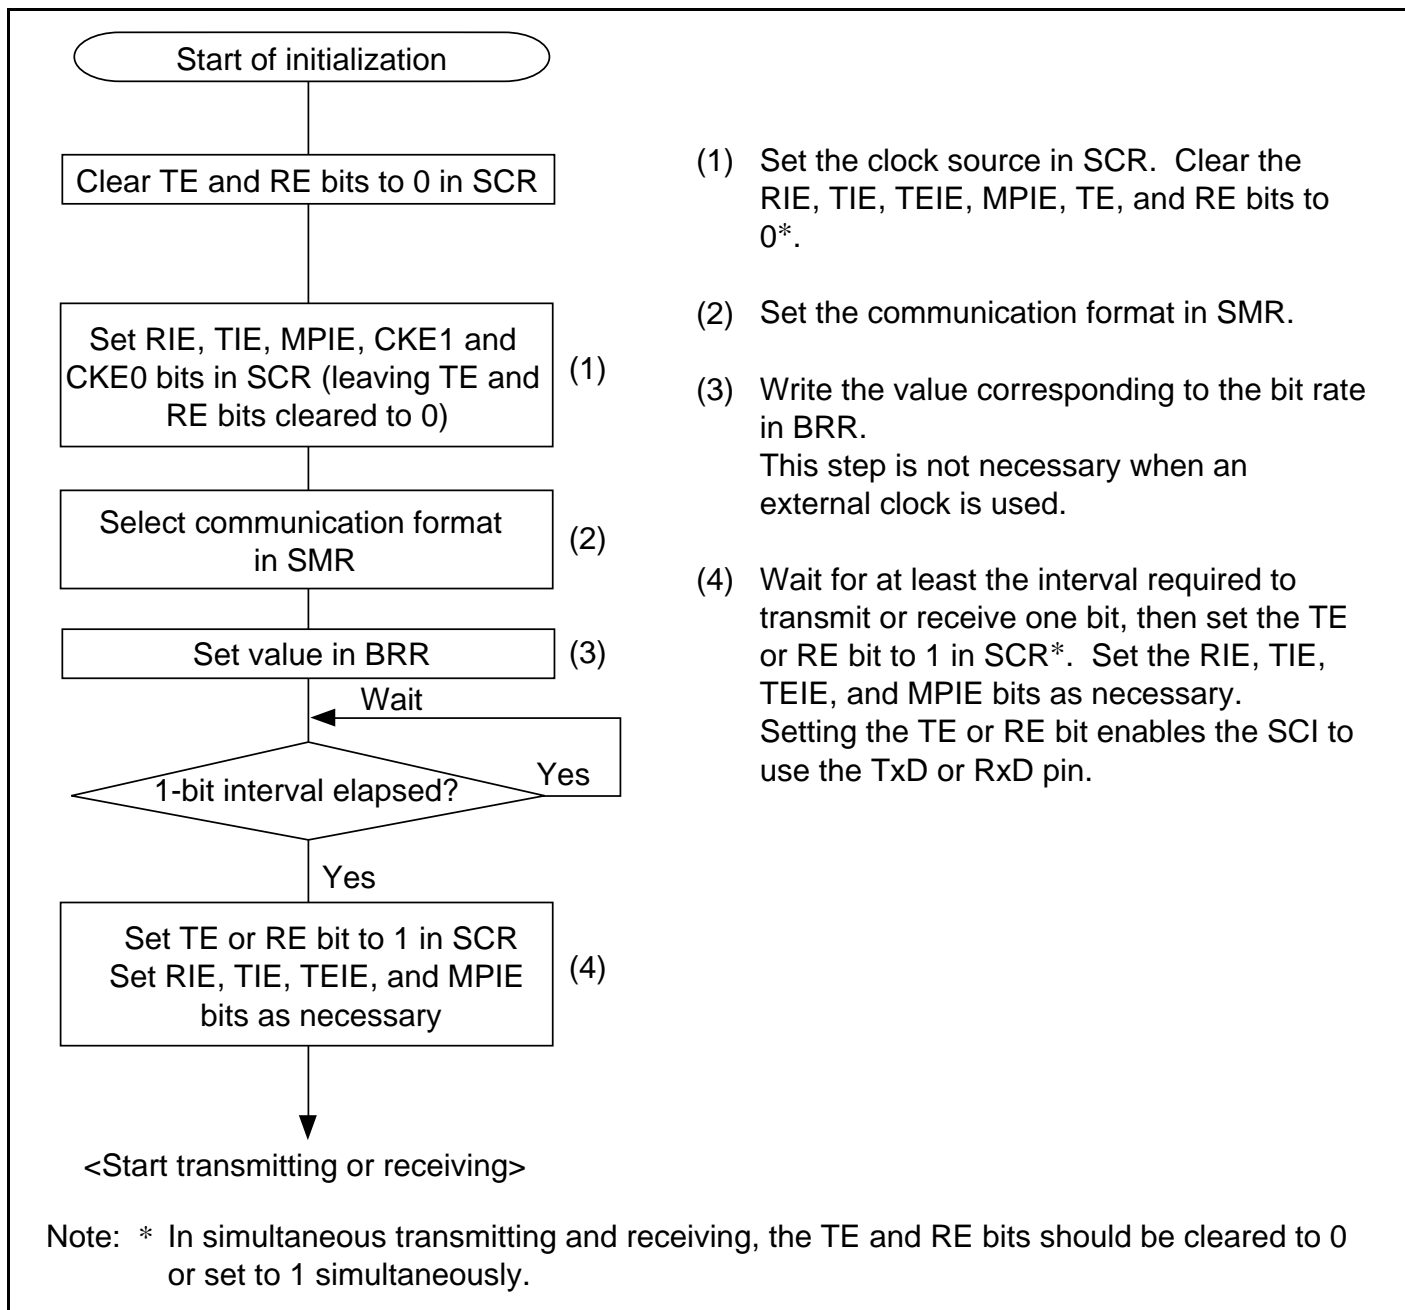 Start of initialization
Clear TE and RE bits to 0 in SCR
Set RIE, TIE, MPIE, CKE1 and
CKE0 bits in SCR (leaving TE and
RE bits cleared to 0)
(1)
Select communication format
in SMR
(2)
Set value in BRR
(3)
Wait
1-bit interval elapsed?
Yes
Yes
Set TE or RE bit to 1 in SCR
Set RIE, TIE, TEIE, and MPIE
bits as necessary
(4)
<Start transmitting or receiving>
(1) Set the clock source in SCR. Clear the
RIE, TIE, TEIE, MPIE, TE, and RE bits to
0*.
(2) Set the communication format in SMR.
(3) Write the value corresponding to the bit rate
in BRR.
This step is not necessary when an
external clock is used.
(4) Wait for at least the interval required to
transmit or receive one bit, then set the TE
or RE bit to 1 in SCR*. Set the RIE, TIE,
TEIE, and MPIE bits as necessary.
Setting the TE or RE bit enables the SCI to
use the TxD or RxD pin.
Note: * In simultaneous transmitting and receiving, the TE and RE bits should be cleared to 0
or set to 1 simultaneously.